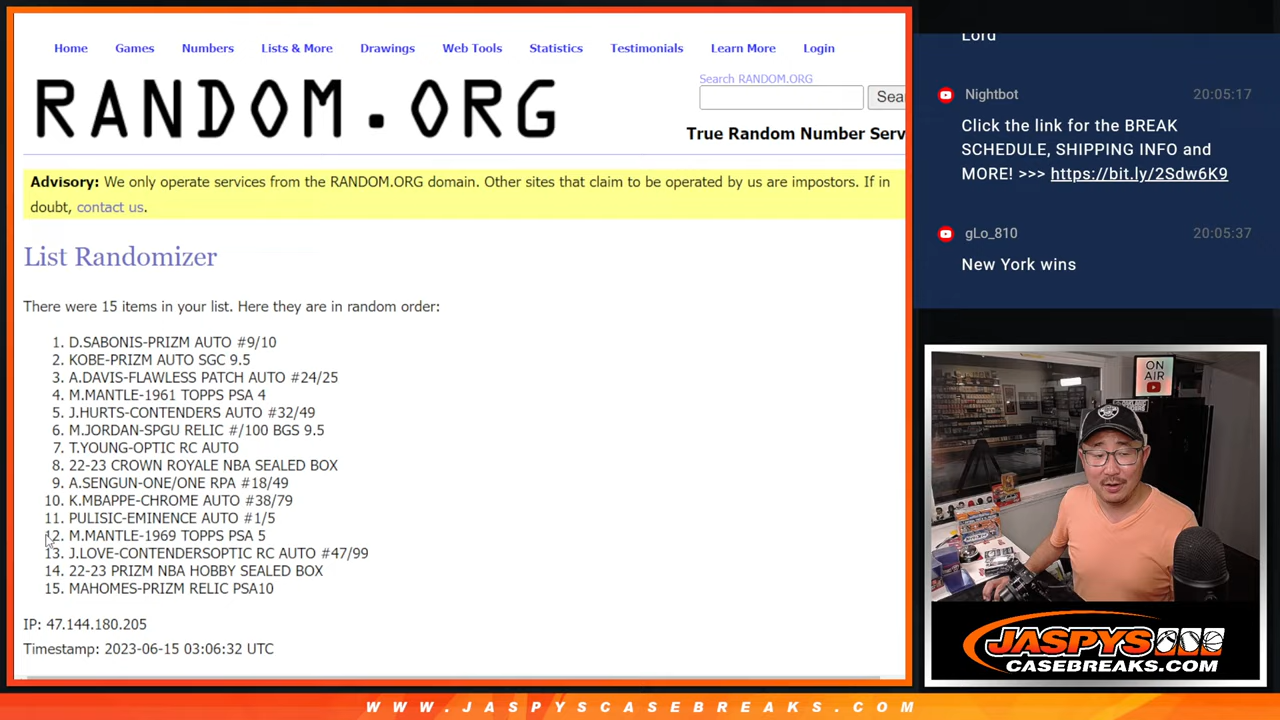 Home Games Numbers Lists & More Drawings Web Tools Statistics Testimonials Learn More Login
RANDOM.ORG
Search RANDOM.ORG
Sea
True Random Number Serv
Advisory: We only operate services from the RANDOM.ORG domain. Other sites that claim to be operated by us are impostors. If in
doubt, contact us.
List Randomizer
There were 15 items in your list. Here they are in random order:
1. D.SABONIS-PRIZM AUTO #9/10
2. KOBE-PRIZM AUTO SGC 9.5
3. A.DAVIS-FLAWLESS PATCH AUTO #24/25
4. M.MANTLE-1961 TOPPS PSA 4
5. J.HURTS-CONTENDERS AUTO #32/49
6. M.JORDAN-SPGU RELIC #/100 BGS 9.5
7. T.YOUNG-OPTIC RC AUTO
8. 22-23 CROWN ROYALE NBA SEALED BOX
9. A.SENGUN-ONE/ONE RPA #18/49
10. K.MBAPPE-CHROME AUTO #38/79
11. PULISIC-EMINENCE AUTO #1/5
12. M.MANTLE-1969 TOPPS PSA 5
13. J.LOVE-CONTENDERSOPTIC RC AUTO #47/99
14. 22-23 PRIZM NBA HOBBY SEALED BOX
15. MAHOMES-PRIZM RELIC PSA10
IP: 47.144.180.205
Timestamp: 2023-06-15 03:06:32 UTC
Lord
Nightbot 20:05:17
Click the link for the BREAK
SCHEDULE, SHIPPING INFO and
MORE! >>> https://bit.ly/2Sdw6K9
gLo_810 20:05:37
New York wins
ON
AIR
JASPYS
CASEBREAKS.COM
WWW.JASPYSCASEBREAKS.COM